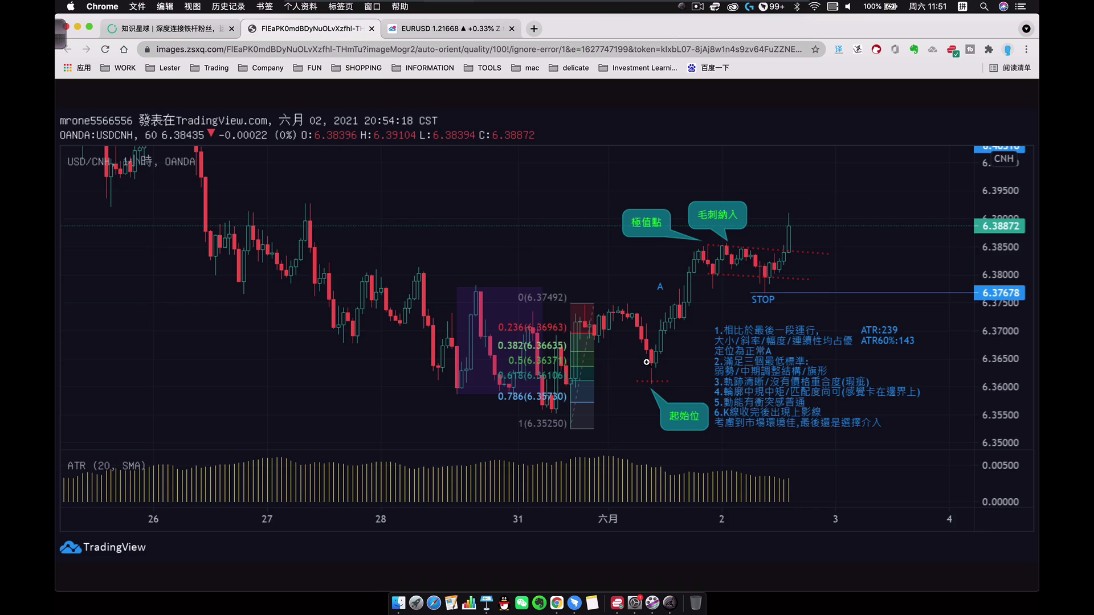 Chrome 文件 编辑 视图 历史记录 书签 个人资料 标签页 窗口 帮助 99+ 100% 周六 11:51
知识星球 | 深度连接铁杆粉丝, FlEaPK0mdBDyNuOLvXzfhI-THmT EURUSD 1.21668 ▲ +0.33% 
images.zsxq.com/FlEaPK0mdBDyNuOLvXzfhI-THmTu?imageMogr2/auto-orient/quality/100!/ignore-error/1&e=1627747199&token=kIxbL07-8jAj8w1n4s9zv64FuZZNE...
应用 WORK Lester Trading Company FUN SHOPPING INFORMATION TOOLS mac delicate Investment Learni... 百度一下 阅读清单
mrone5566556 發表在TradingView.com, 六月 02, 2021 20:54:18 CST
OANDA:USDCNH, 60 6.38435 ▼ -0.00022 (0%) O:6.38396 H:6.39104 L:6.38394 C:6.38872
USD/CNH, 1小時, OANDA
CNH
6.39500
6.39000
6.38872
6.38500
6.38000
6.37678
6.37500
6.37000
6.36500
6.36000
6.35500
6.35000
極值點
毛刺納入
A
STOP
起始位
0(6.37492)
0.236(6.36963)
0.382(6.36635)
0.5(6.36371)
0.618(6.36106)
0.786(6.35730)
1(6.35250)
1.相比於最後一段運行, ATR:239
大小/斜率/幅度/連續性均占優 ATR60%:143
定位為正常A
2.滿足三個最低標準:
弱勢/中期調整結構/旗形
3.軌跡清晰/沒有價格重合度(瑕疵)
4.輪廓中規中矩/匹配度尚可(感覺卡在邊界上)
5.動能有衝突感普通
6.K線收完後出現上影線
考慮到市場環境佳,最後還是選擇介入
ATR (20, SMA)
0.00500
0.00000
26 27 28 31 六月 2 3 4
TradingView